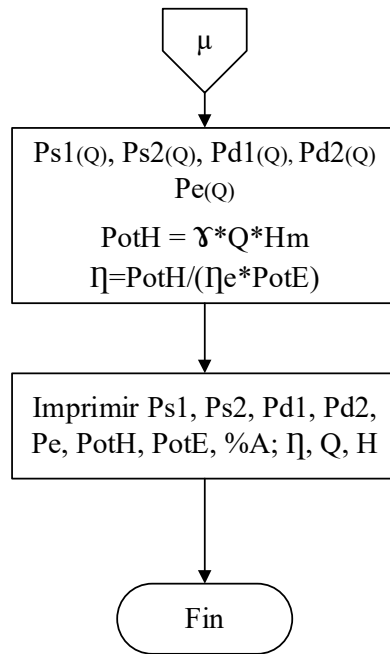 μ
Ps1(Q), Ps2(Q), Pd1(Q), Pd2(Q)
Pe(Q)
PotH = Ɣ*Q*Hm
Ƞ=PotH/(Ƞe*PotE)
Imprimir Ps1, Ps2, Pd1, Pd2,
Pe, PotH, PotE, %A; Ƞ, Q, H
Fin